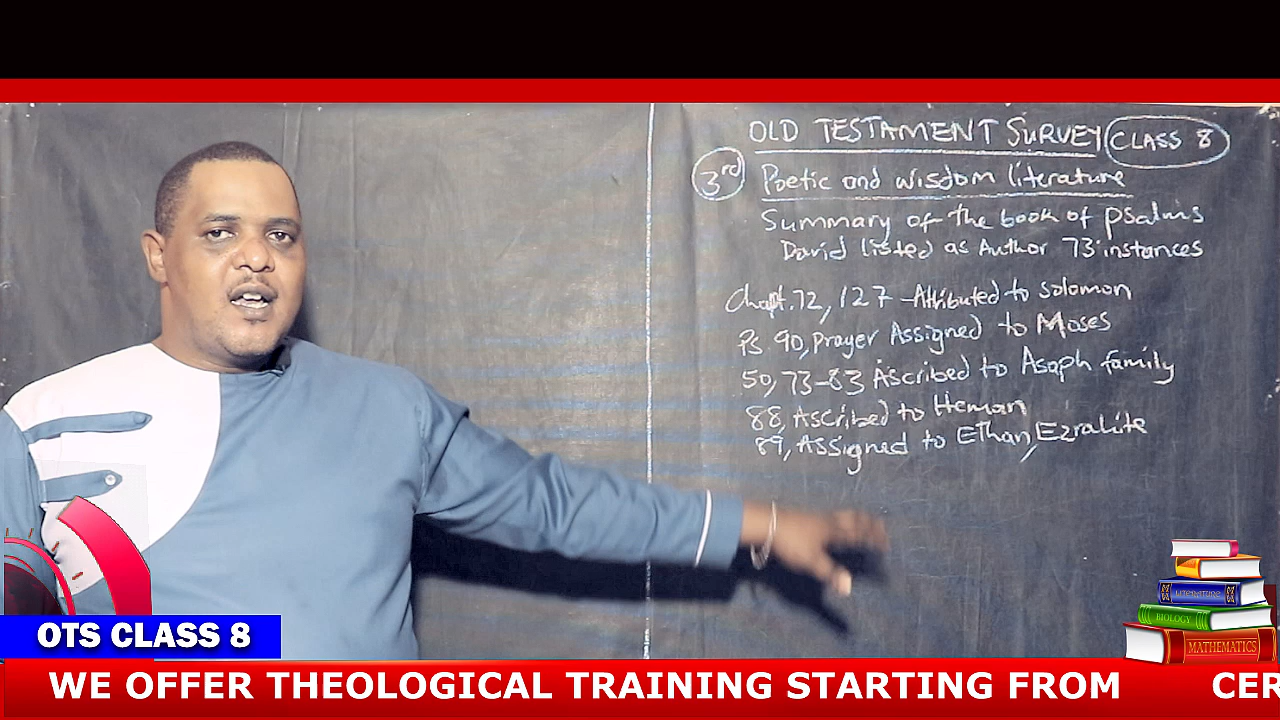 OLD TESTAMENT SURVEY CLASS 8
3rd Poetic and wisdom literature
Summary of the book of psalms
David listed as Author 73 instances
Chapt. 72, 127 - Attributed to solomon
Ps. 90, Prayer Assigned to Moses
50, 73-83 Ascribed to Asaph family
88, Ascribed to Heman
89, Assigned to Ethan, Ezralite
LITERATURE
BIOLOGY
MATHEMATICS
OTS CLASS 8
WE OFFER THEOLOGICAL TRAINING STARTING FROM CER